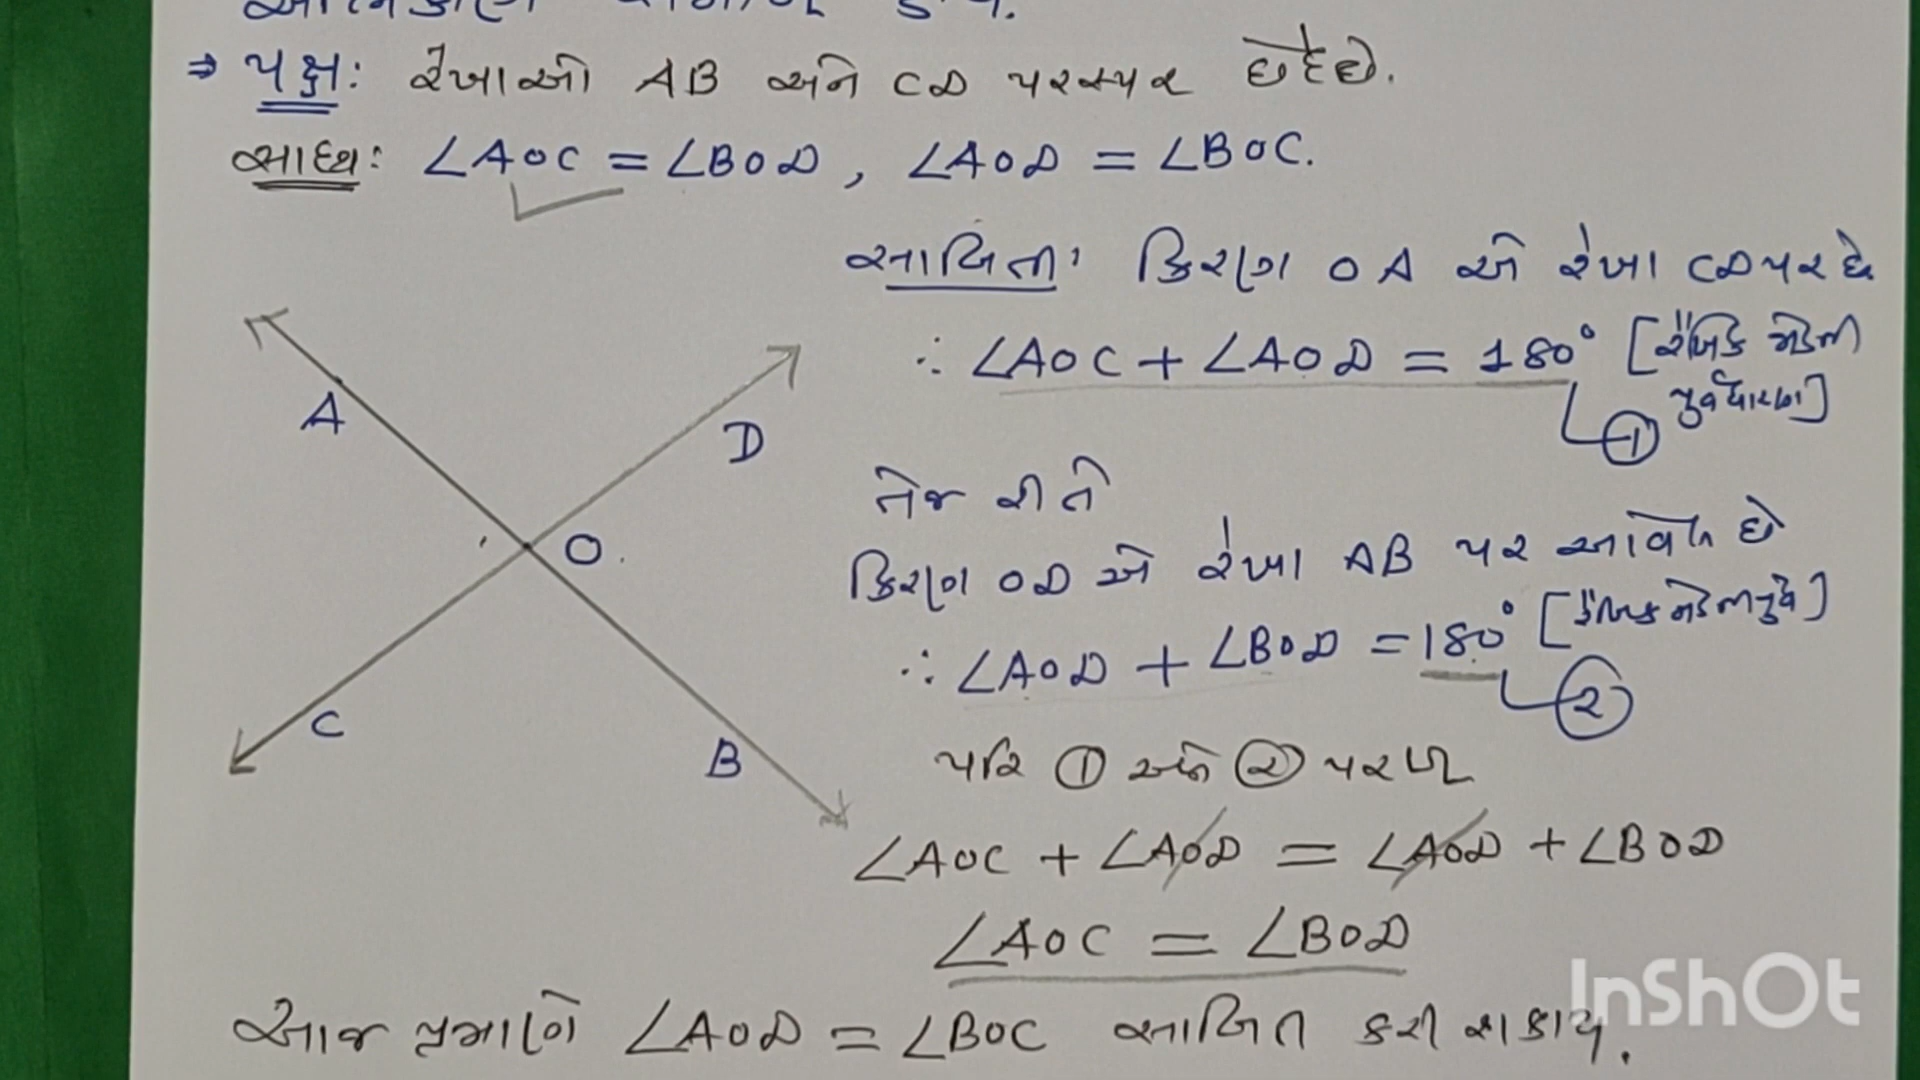 ⇒ પક્ષ: રેખાઓ AB અને CD પરસ્પર છેદે છે.
સાધ્ય: ∠AOC = ∠BOD, ∠AOD = ∠BOC.
સાબિતી: કિરણ OA એ રેખા CD પર છે
∴ ∠AOC + ∠AOD = 180° [રૈખિક જોડની
પુર્વધારણા]
1
તેજ રીતે
કિરણ OD એ રેખા AB પર આવેલ છે
∴ ∠AOD + ∠BOD = 180° [રૈખિક
2
પરિ 1 અને 2 પરથી
∠AOC + ∠AOD = ∠AOD + ∠BOD
∠AOC = ∠BOD
આજ પ્રમાણે ∠AOD = ∠BOC સાબિત કરી શકાય.
A
D
O
C
B
InShOt